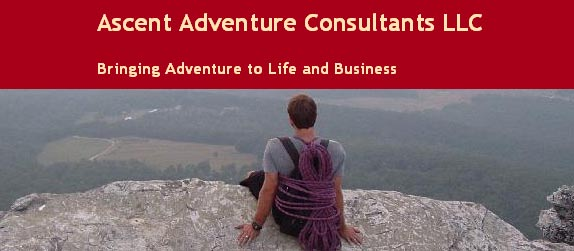 Ascent Adventure Consultants LLC
Bringing Adventure to Life and Business